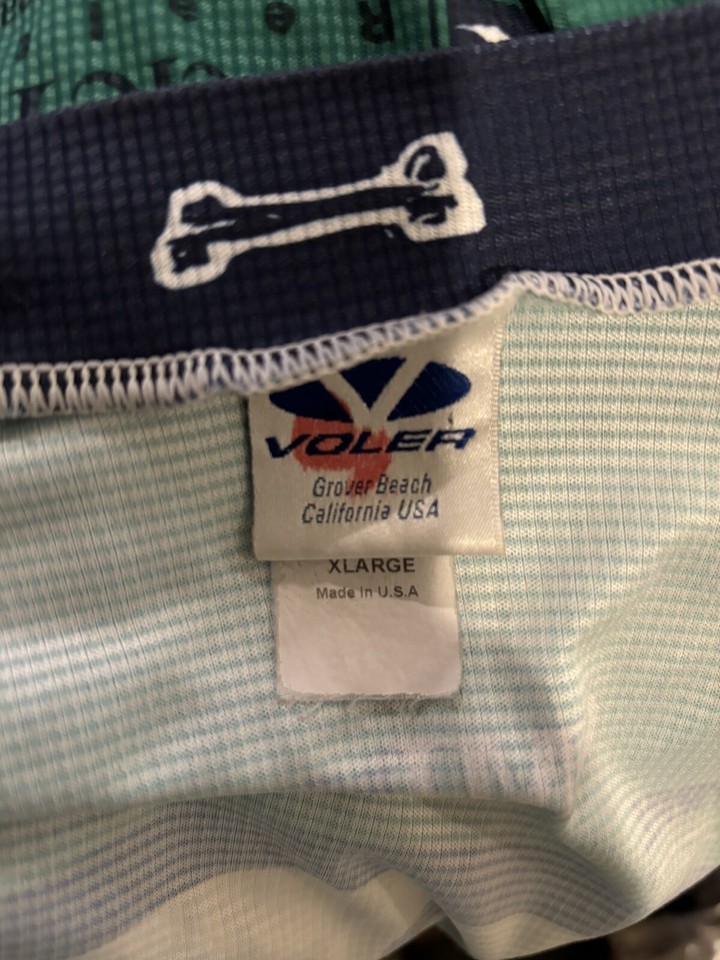 VOLER
Grover Beach
California USA
XLARGE
Made In U.S.A